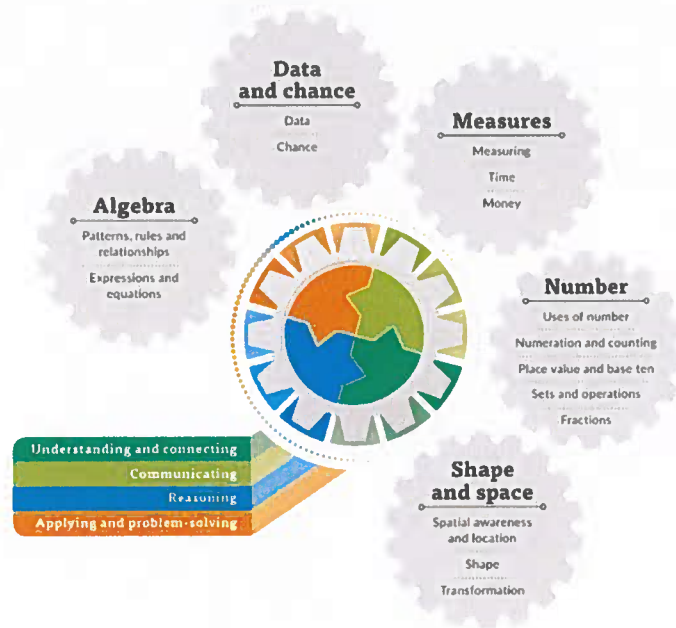 Data
and chance
Data
Chance
Measures
Measuring
Time
Money
Algebra
Patterns, rules and
relationships
Expressions and
equations
Number
Uses of number
Numeration and counting
Place value and base ten
Sets and operations
Fractions
Understanding and connecting
Communicating
Reasoning
Applying and problem-solving
Shape
and space
Spatial awareness
and location
Shape
Transformation